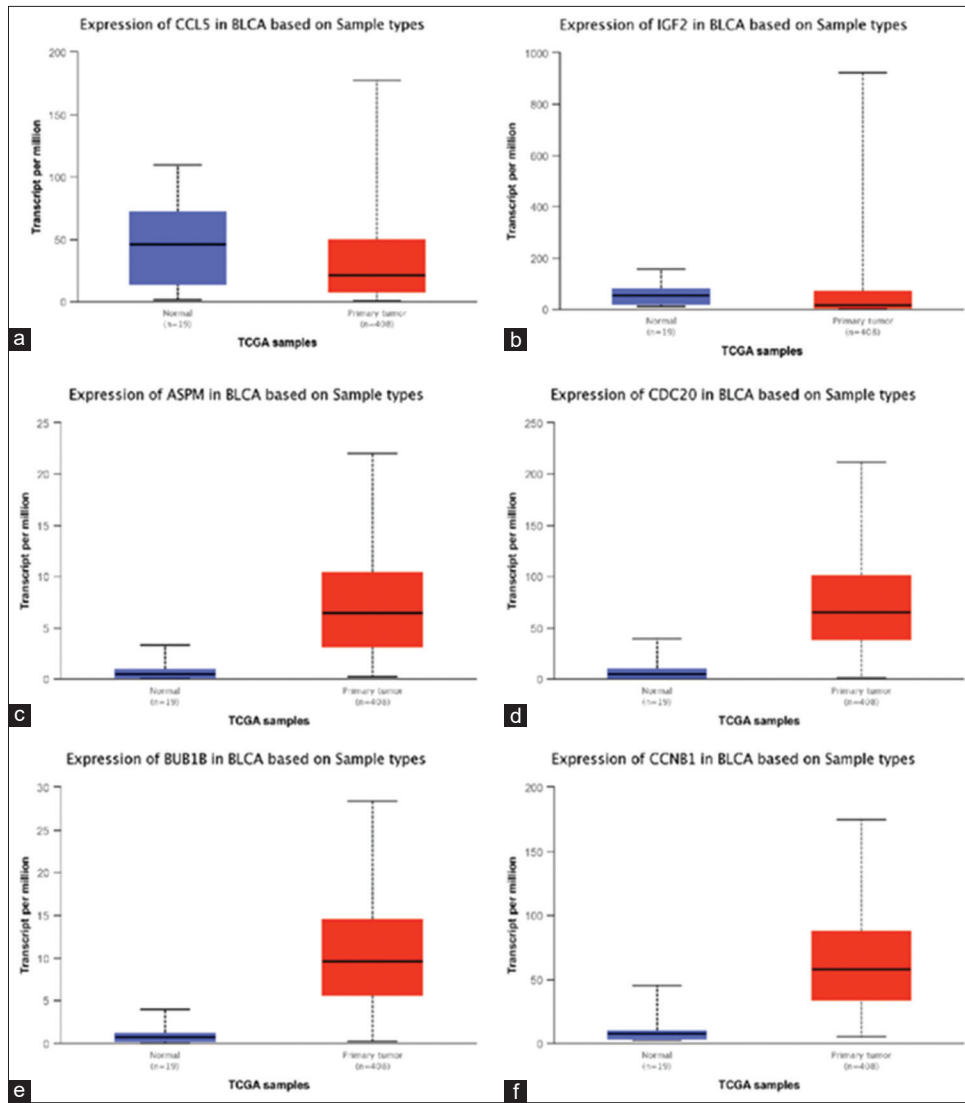 Expression of CCL5 in BLCA based on Sample types
200
150
100
50
0
Transcript per million
Normal
(n=19)
Primary tumor
(n=408)
TCGA samples
a
Expression of IGF2 in BLCA based on Sample types
1000
800
600
400
200
0
Transcript per million
Normal
(n=19)
Primary tumor
(n=408)
TCGA samples
b
Expression of ASPM in BLCA based on Sample types
25
20
15
10
5
0
Transcript per million
Normal
(n=19)
Primary tumor
(n=408)
TCGA samples
c
Expression of CDC20 in BLCA based on Sample types
250
200
150
100
50
0
Transcript per million
Normal
(n=19)
Primary tumor
(n=408)
TCGA samples
d
Expression of BUB1B in BLCA based on Sample types
30
25
20
15
10
5
0
Transcript per million
Normal
(n=19)
Primary tumor
(n=408)
TCGA samples
e
Expression of CCNB1 in BLCA based on Sample types
200
150
100
50
0
Transcript per million
Normal
(n=19)
Primary tumor
(n=408)
TCGA samples
f